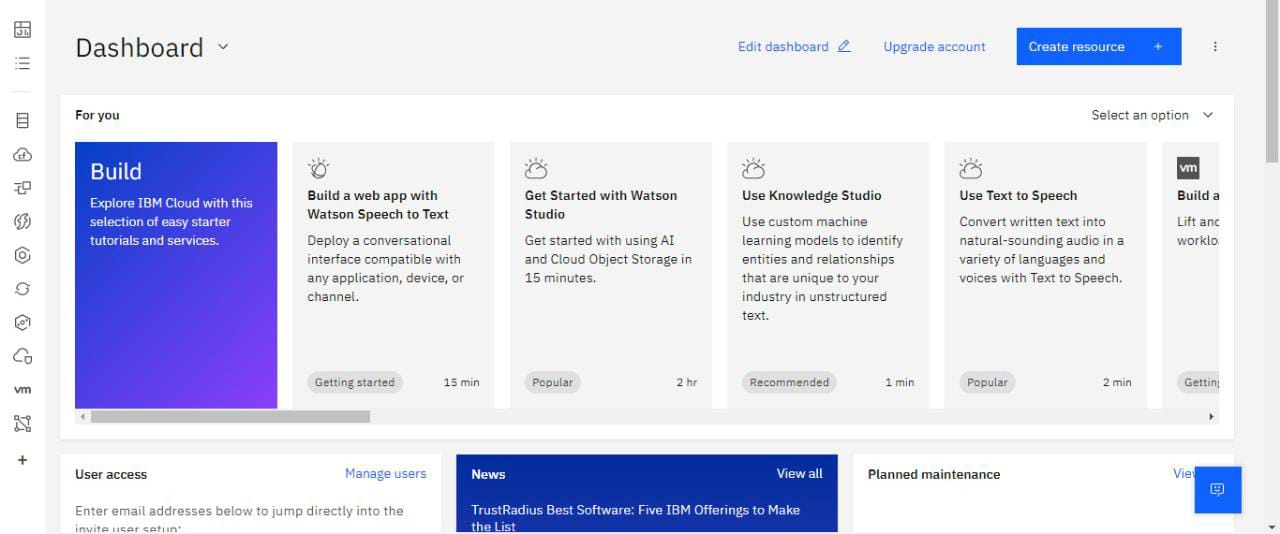 Dashboard
Edit dashboard
Upgrade account
Create resource +
For you
Select an option
Build
Explore IBM Cloud with this
selection of easy starter
tutorials and services.
Build a web app with
Watson Speech to Text
Deploy a conversational
interface compatible with
any application, device, or
channel.
Getting started
15 min
Get Started with Watson
Studio
Get started with using AI
and Cloud Object Storage in
15 minutes.
Popular
2 hr
Use Knowledge Studio
Use custom machine
learning models to identify
entities and relationships
that are unique to your
industry in unstructured
text.
Recommended
1 min
Use Text to Speech
Convert written text into
natural-sounding audio in a
variety of languages and
voices with Text to Speech.
Popular
2 min
vm
Build a
Lift and
vm
User access
Manage users
Enter email addresses below to jump directly into the
invite user setup:
News
View all
TrustRadius Best Software: Five IBM Offerings to Make
the List
Planned maintenance